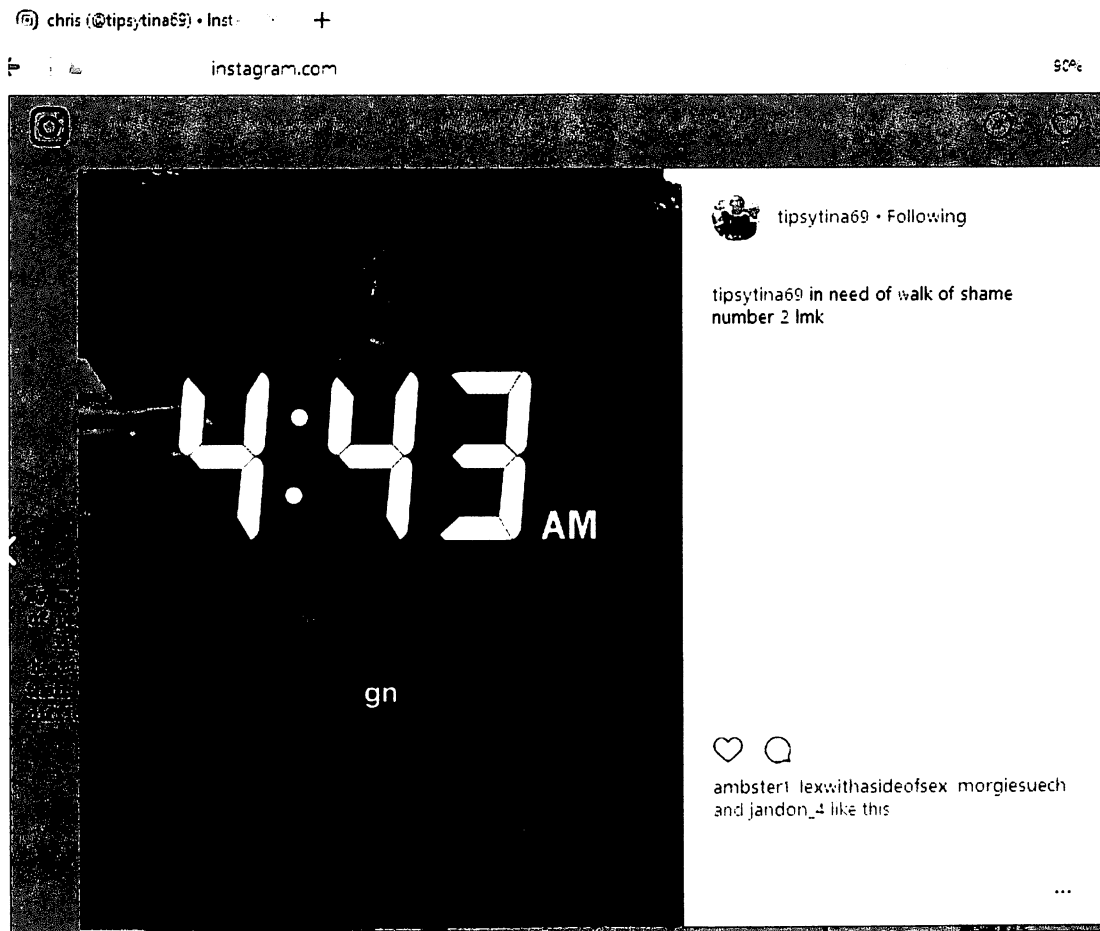 chris (@tipsytina69) • Inst
instagram.com
90%
tipsytina69 • Following
tipsytina69 in need of walk of shame
number 2 lmk
4:43 AM
gn
ambster1 lexwithasideofsex morgiesuech
and jandon_4 like this